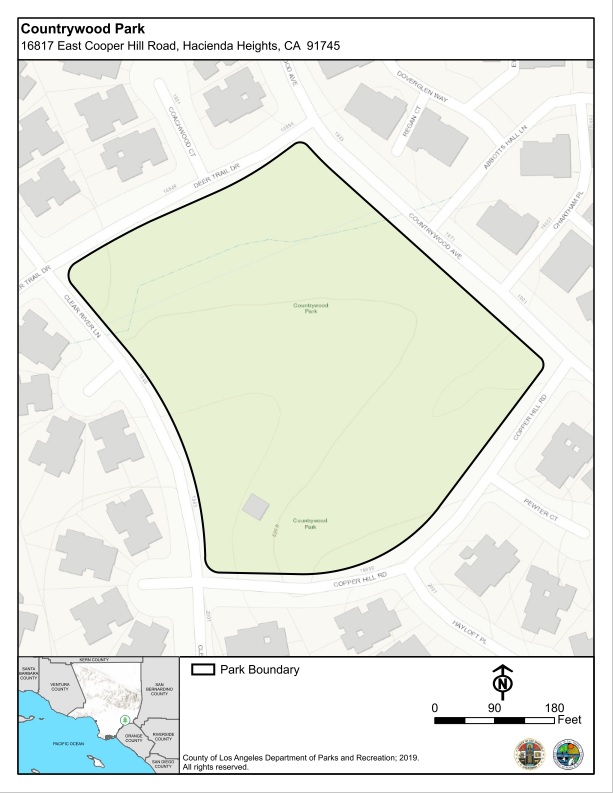 Countrywood Park
16817 East Cooper Hill Road, Hacienda Heights, CA  91745
DOVERGLEN WAY
REGAN CT
COACHWOOD CT
ABBOTTS HALL LN
DEER TRAIL DR
CHARTHAM PL
COUNTRYWOOD AVE
TRAIL DR
CLEAR RIVER LN
Countrywood
Park
COPPER HILL RD
Countrywood
Park
PEWTER CT
COPPER HILL RD
HAYLOFT PL
KERN COUNTY
SANTA
BARBARA
COUNTY
VENTURA
COUNTY
SAN
BERNARDINO
COUNTY
ORANGE
COUNTY
RIVERSIDE
COUNTY
PACIFIC OCEAN
SAN DIEGO
COUNTY
Park Boundary
N
0 90 180
Feet
County of Los Angeles Department of Parks and Recreation; 2019.
All rights reserved.